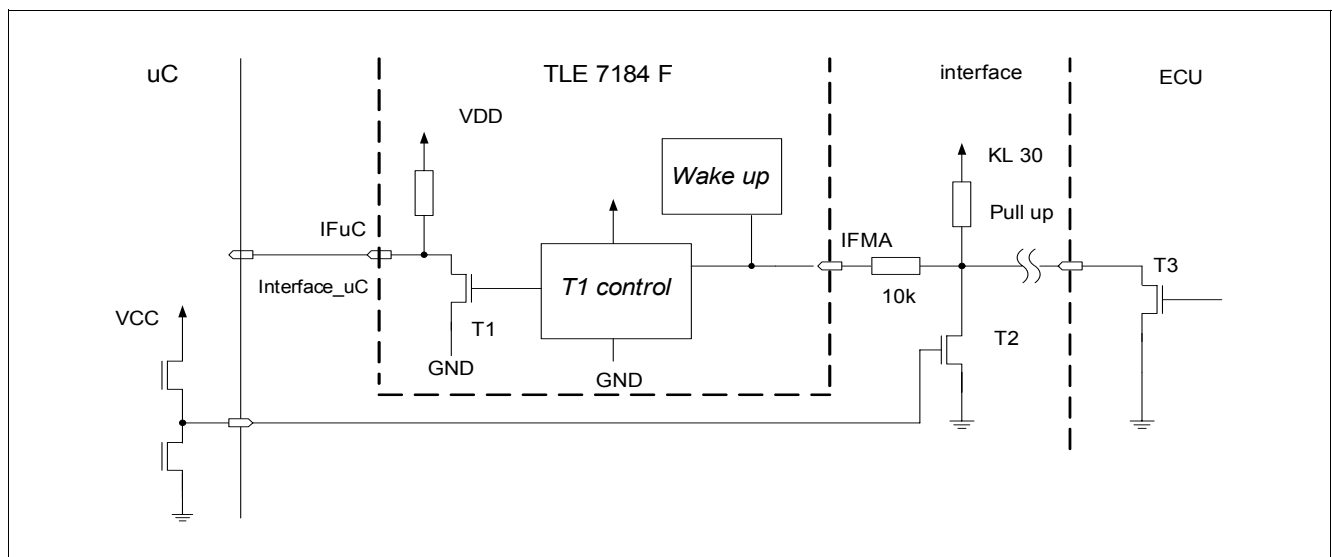 uC
TLE 7184 F
interface
ECU
VDD
Wake up
KL 30
Pull up
IFuC
IFMA
T3
Interface_uC
T1 control
10k
VCC
T1
T2
GND
GND